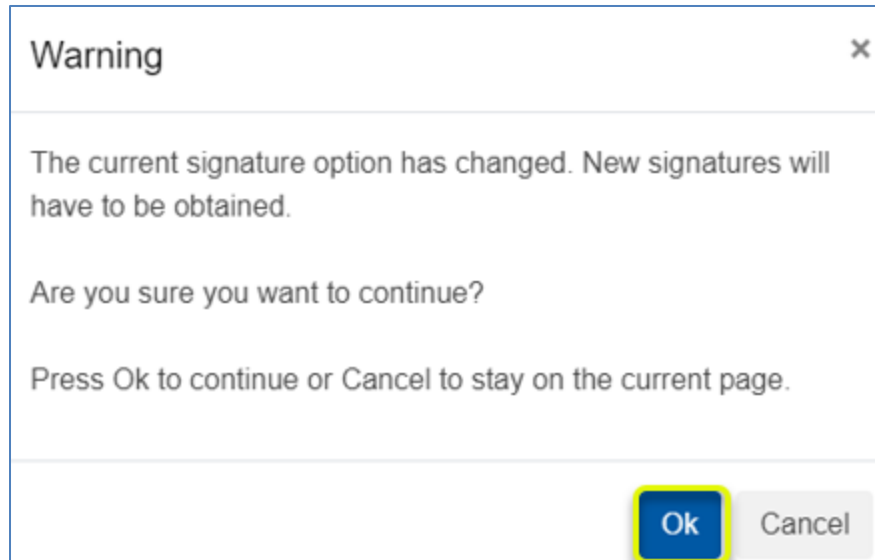 Warning
×
The current signature option has changed. New signatures will
have to be obtained.
Are you sure you want to continue?
Press Ok to continue or Cancel to stay on the current page.
Ok Cancel